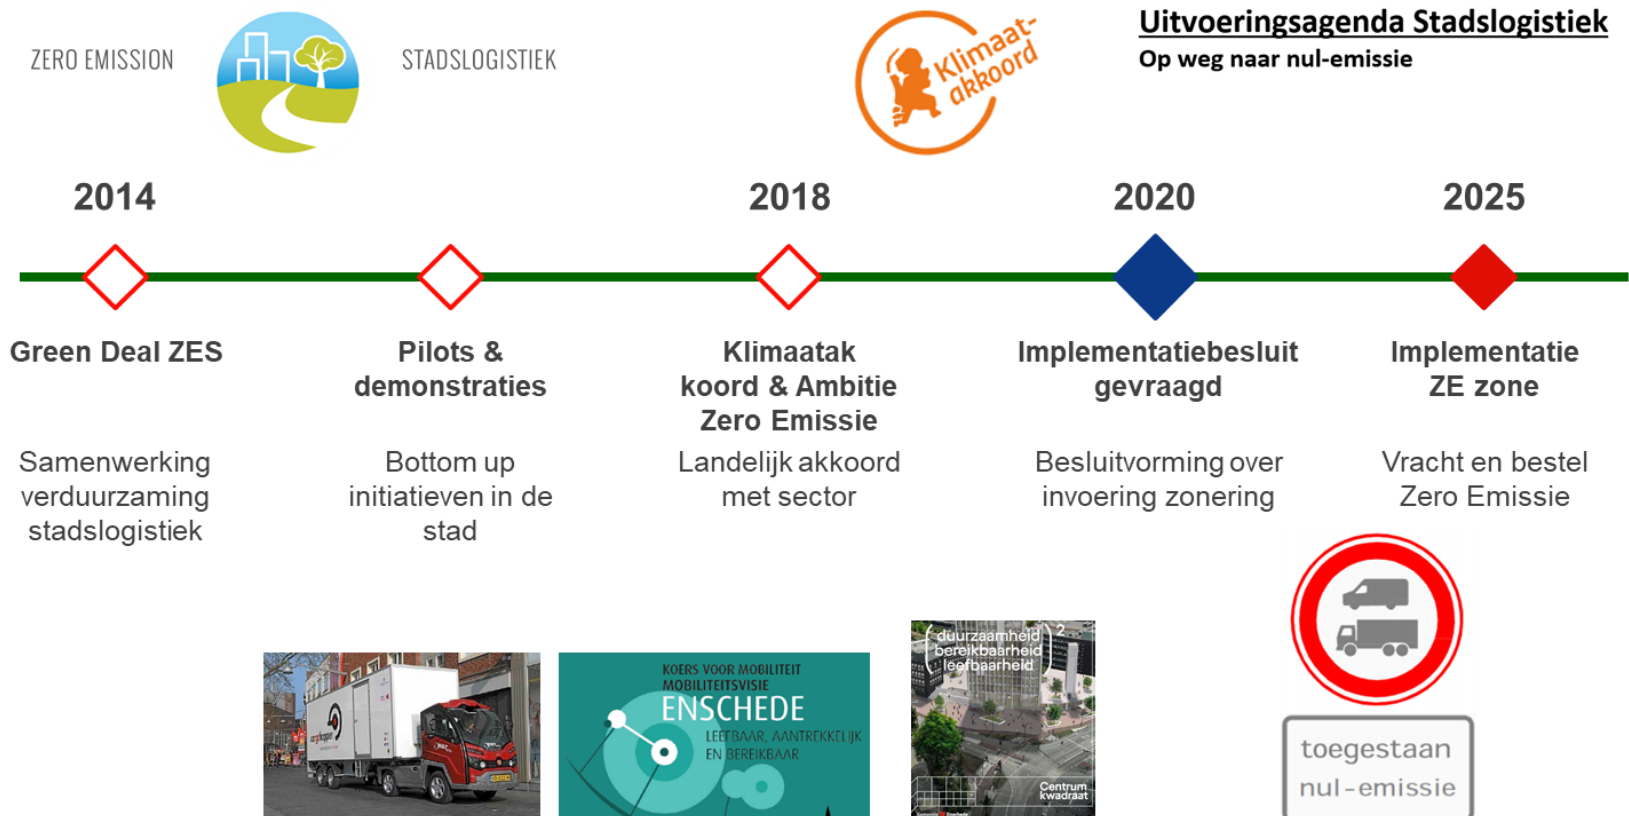 ZERO EMISSION
STADSLOGISTIEK
Klimaat-
akkoord
Uitvoeringsagenda Stadslogistiek
Op weg naar nul-emissie
2014
2018
2020
2025
Green Deal ZES
Samenwerking
verduurzaming
stadslogistiek
Pilots &
demonstraties
Bottom up
initiatieven in de
stad
Klimaatak
koord & Ambitie
Zero Emissie
Landelijk akkoord
met sector
Implementatiebesluit
gevraagd
Besluitvorming over
invoering zonering
Implementatie
ZE zone
Vracht en bestel
Zero Emissie
KOERS VOOR MOBILITEIT
MOBILITEITSVISIE
ENSCHEDE
LEEFBAAR, AANTREKKELIJK
EN BEREIKBAAR
(duurzaamheid)2
bereikbaarheid
leefbaarheid
Centrum
kwadraat
toegestaan
nul-emissie